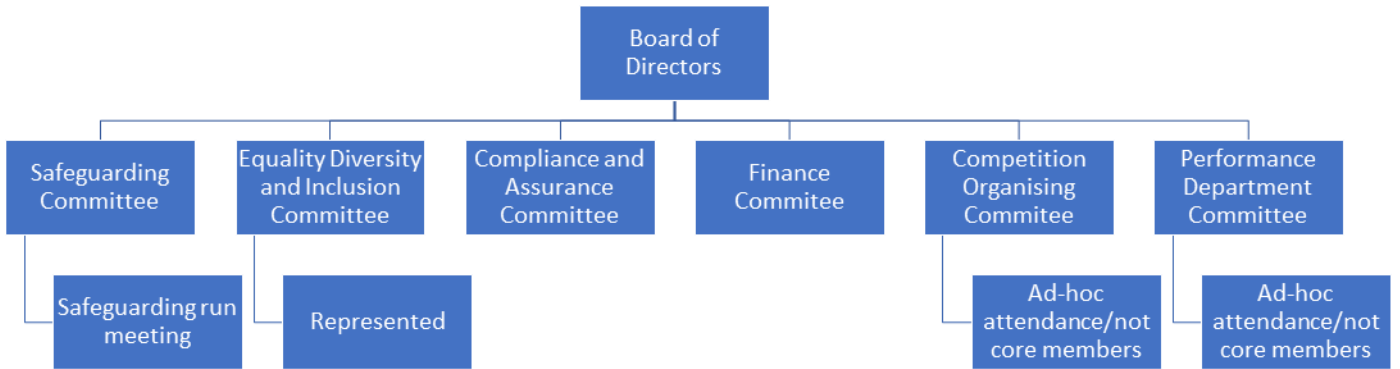 Board of
Directors
Safeguarding
Committee
Equality Diversity
and Inclusion
Committee
Compliance and
Assurance
Committee
Finance
Commitee
Competition
Organising
Commitee
Performance
Department
Committee
Safeguarding run
meeting
Represented
Ad-hoc
attendance/not
core members
Ad-hoc
attendance/not
core members